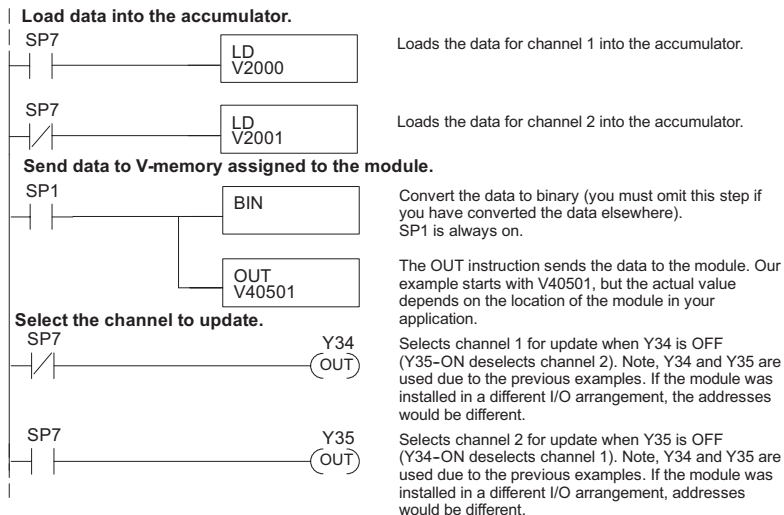 Load data into the accumulator.
SP7
LD
V2000
Loads the data for channel 1 into the accumulator.
SP7
LD
V2001
Loads the data for channel 2 into the accumulator.
Send data to V-memory assigned to the module.
SP1
BIN
Convert the data to binary (you must omit this step if
you have converted the data elsewhere).
SP1 is always on.
OUT
V40501
The OUT instruction sends the data to the module. Our
example starts with V40501, but the actual value
depends on the location of the module in your
application.
Select the channel to update.
SP7
Y34
OUT
Selects channel 1 for update when Y34 is OFF
(Y35-ON deselects channel 2). Note, Y34 and Y35 are
used due to the previous examples. If the module was
installed in a different I/O arrangement, the addresses
would be different.
SP7
Y35
OUT
Selects channel 2 for update when Y35 is OFF
(Y34-ON deselects channel 1). Note, Y34 and Y35 are
used due to the previous examples. If the module was
installed in a different I/O arrangement, addresses
would be different.